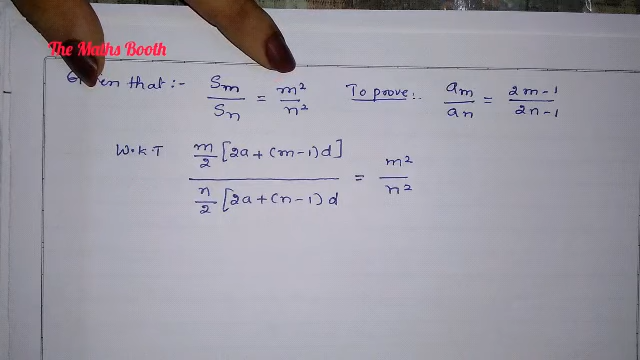 The Maths Booth
Given that:- Sm/Sn = m²/n² To prove:. am/an = 2m-1/2n-1
W.K.T m/2 [2a+(m-1)d] / n/2 [2a+(n-1)d = m²/n²